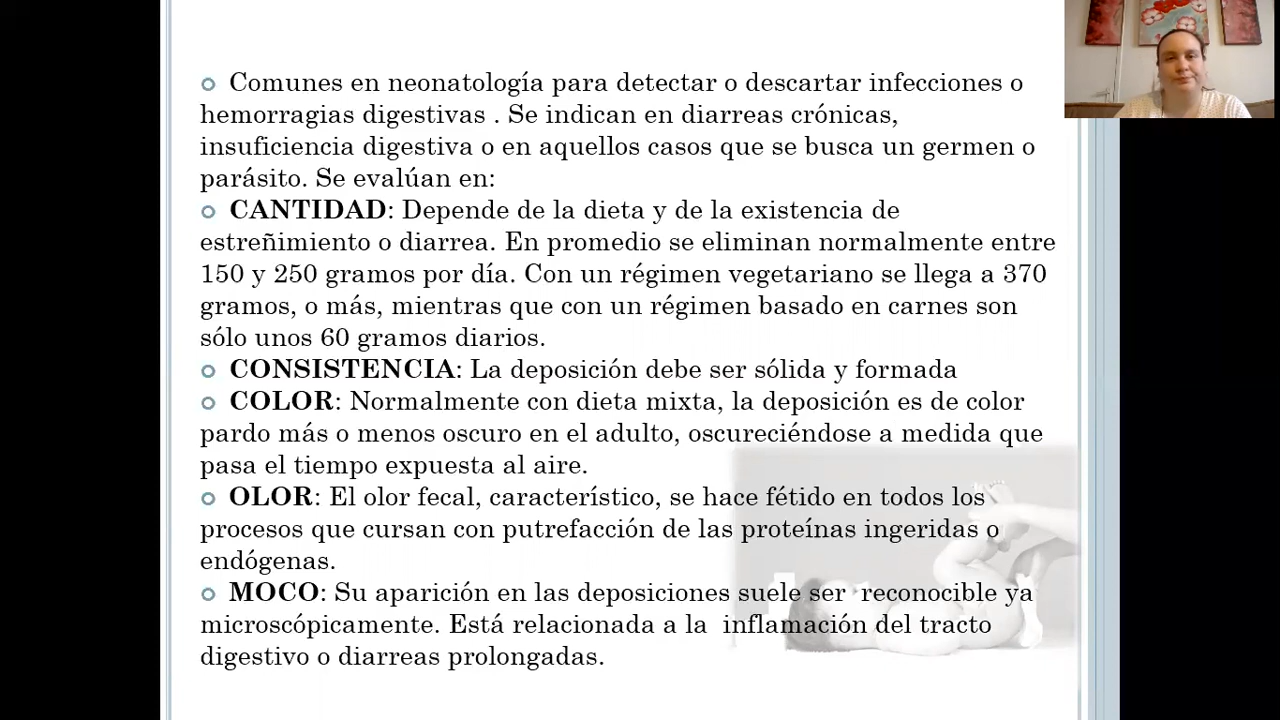 Comunes en neonatología para detectar o descartar infecciones o
hemorragias digestivas . Se indican en diarreas crónicas,
insuficiencia digestiva o en aquellos casos que se busca un germen o
parásito. Se evalúan en:
CANTIDAD: Depende de la dieta y de la existencia de
estreñimiento o diarrea. En promedio se eliminan normalmente entre
150 y 250 gramos por día. Con un régimen vegetariano se llega a 370
gramos, o más, mientras que con un régimen basado en carnes son
sólo unos 60 gramos diarios.
CONSISTENCIA: La deposición debe ser sólida y formada
COLOR: Normalmente con dieta mixta, la deposición es de color
pardo más o menos oscuro en el adulto, oscureciéndose a medida que
pasa el tiempo expuesta al aire.
OLOR: El olor fecal, característico, se hace fétido en todos los
procesos que cursan con putrefacción de las proteínas ingeridas o
endógenas.
MOCO: Su aparición en las deposiciones suele ser  reconocible ya
microscópicamente. Está relacionada a la  inflamación del tracto
digestivo o diarreas prolongadas.